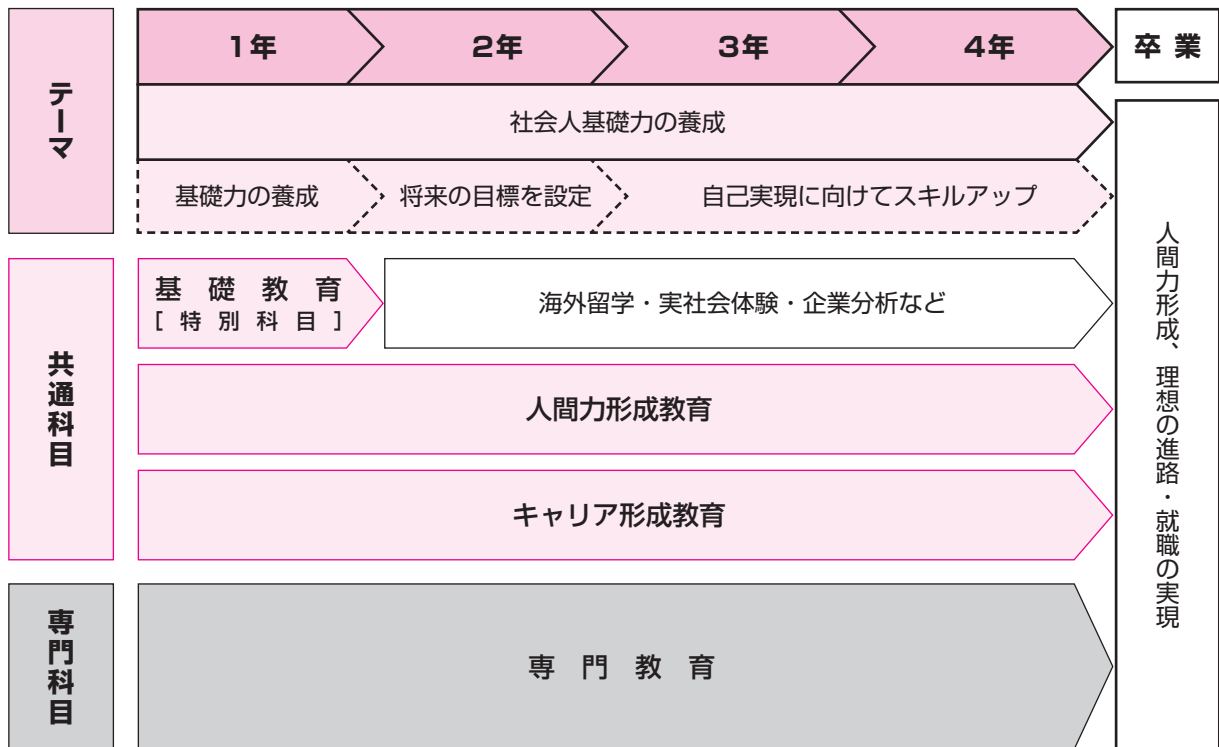 テーマ
1年
2年
3年
4年
卒業
社会人基礎力の養成
基礎力の養成
将来の目標を設定
自己実現に向けてスキルアップ
共通科目
基礎教育
[特別科目]
海外留学・実社会体験・企業分析など
人間力形成教育
キャリア形成教育
専門科目
専門教育
人間力形成、理想の進路・就職の実現